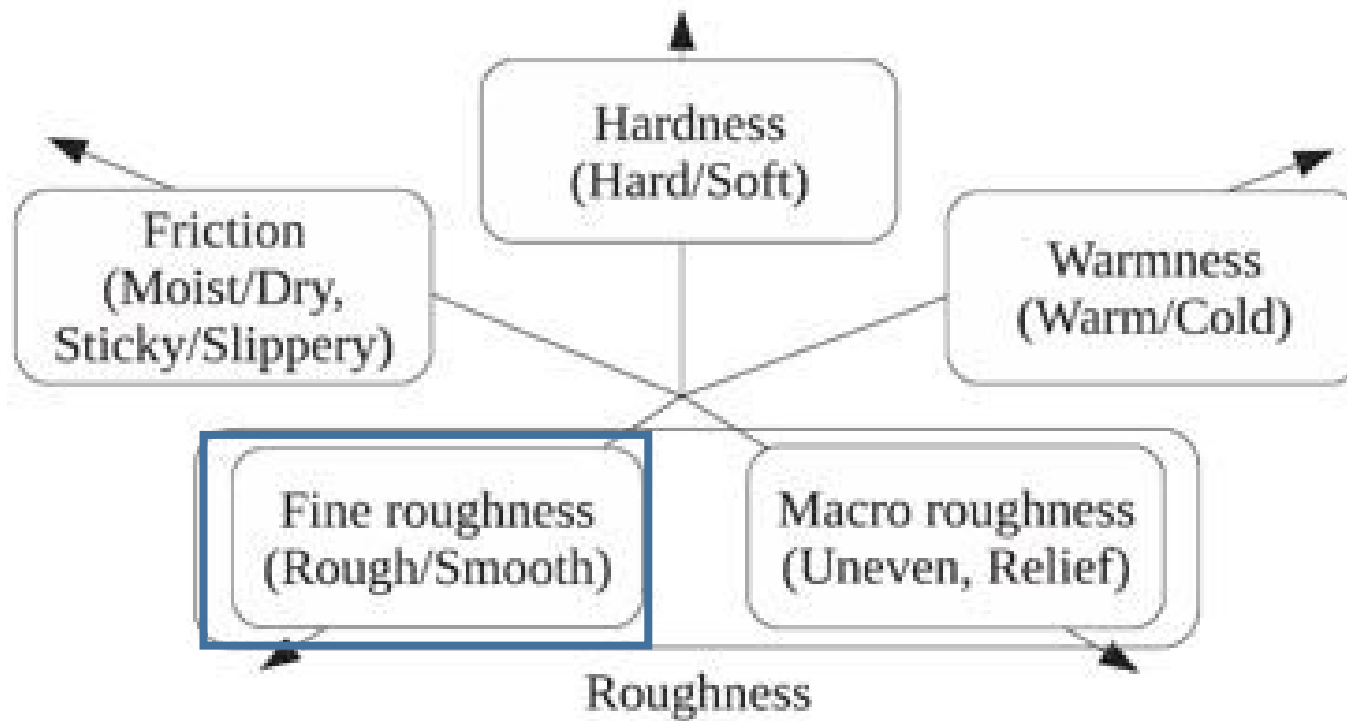 Hardness
(Hard/Soft)
Friction
(Moist/Dry,
Sticky/Slippery)
Warmness
(Warm/Cold)
Fine roughness
(Rough/Smooth)
Macro roughness
(Uneven, Relief)
Roughness